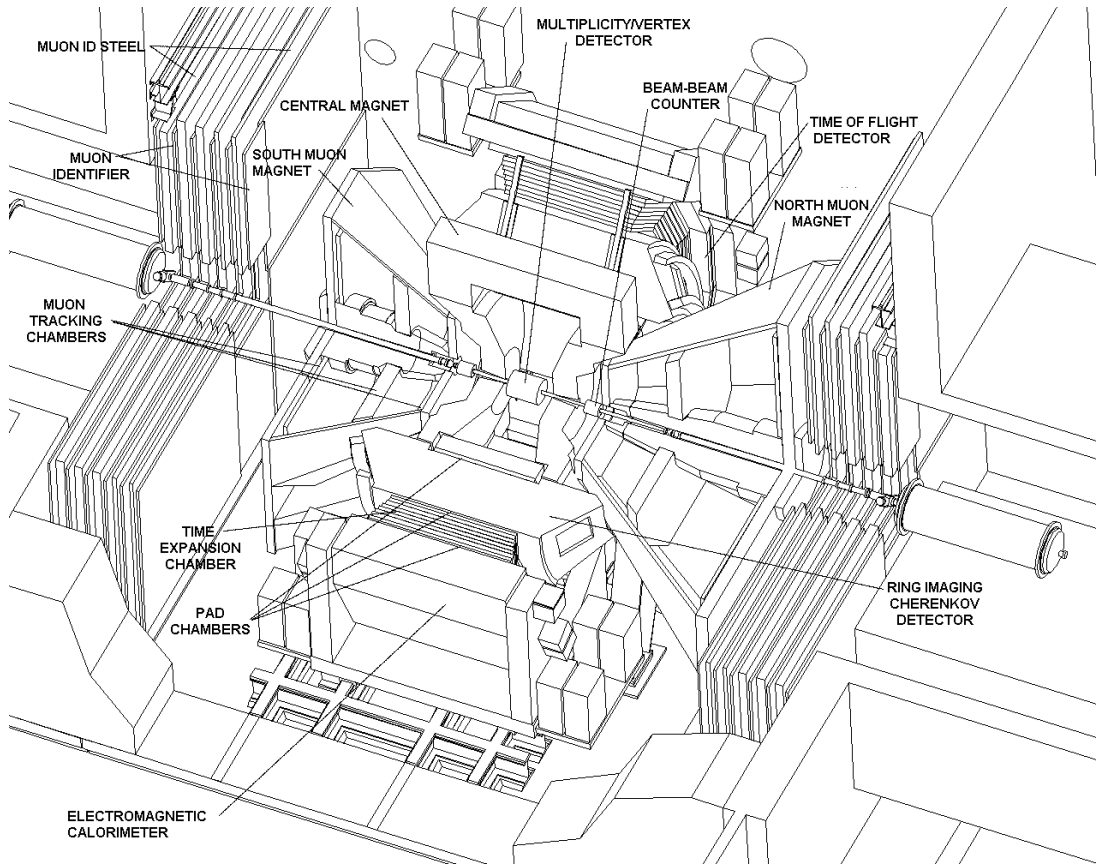 MULTIPLICITY/VERTEX
DETECTOR
MUON ID STEEL
BEAM-BEAM
COUNTER
CENTRAL MAGNET
TIME OF FLIGHT
DETECTOR
MUON
IDENTIFIER
SOUTH MUON
MAGNET
NORTH MUON
MAGNET
MUON
TRACKING
CHAMBERS
TIME
EXPANSION
CHAMBER
PAD
CHAMBERS
RING IMAGING
CHERENKOV
DETECTOR
ELECTROMAGNETIC
CALORIMETER